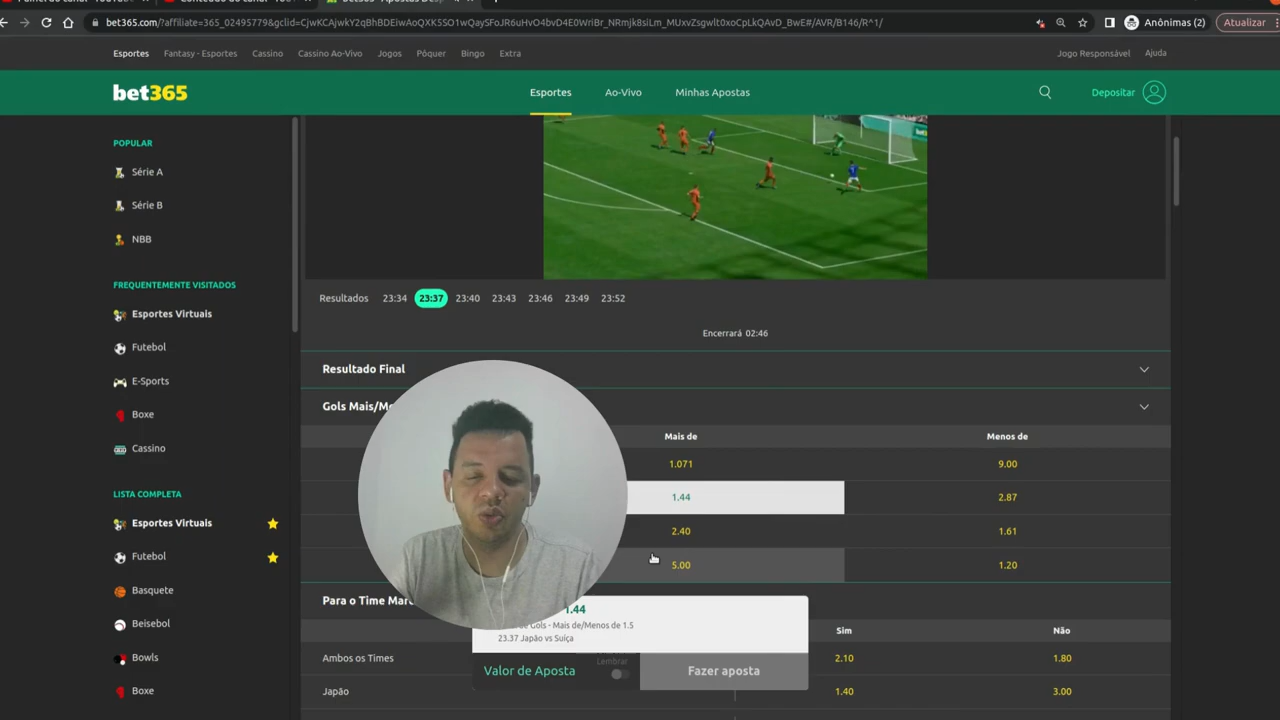 bet365.com/?affiliate=365_02495779&gclid=CjwKCAjwkY2qBhBDEiwAoQXK5SO1wQaySFoJR6uHvO4bvD4E0WriBr_NRmjk8siLm_MUxvZsgwlt0xoCpLkQAvD_BwE#/AVR/B146/R^1/
Anônimas (2)
Atualizar
Esportes Fantasy - Esportes Cassino Cassino Ao-Vivo Jogos Pôquer Bingo Extra
Jogo Responsável Ajuda
bet365
Esportes Ao-Vivo Minhas Apostas
Depositar
POPULAR
Série A
Série B
NBB
FREQUENTEMENTE VISITADOS
Esportes Virtuais
Futebol
E-Sports
Boxe
Cassino
LISTA COMPLETA
Esportes Virtuais
Futebol
Basquete
Beisebol
Bowls
Boxe
Resultados 23:34 23:37 23:40 23:43 23:46 23:49 23:52
Encerrará 02:46
Resultado Final
Gols Mais/Me
Mais de Menos de
1.071 9.00
1.44 2.87
2.40 1.61
5.00 1.20
Para o Time Mar
Sim Não
Ambos os Times 2.10 1.80
Japão 1.40 3.00
1.44
Gols - Mais de/Menos de 1.5
23.37 Japão vs Suíça
Valor de Aposta
Lembrar
Fazer aposta